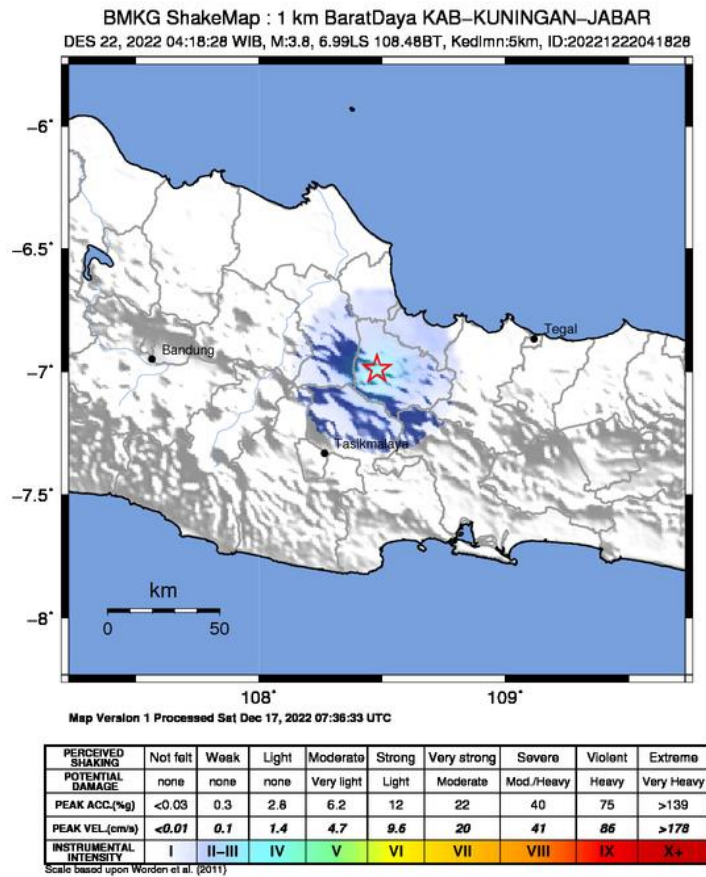 BMKG ShakeMap : 1 km BaratDaya KAB-KUNINGAN-JABAR
DES 22, 2022 04:18:28 WIB, M:3.8, 6.99LS 108.48BT, Kedlmn:5km, ID:20221222041828
-6°
-6.5°
Tegal
Bandung
-7°
Tasikmalaya
-7.5°
km
0 50
-8°
108° 109°
Map Version 1 Processed Sat Dec 17, 2022 07:36:33 UTC
PERCEIVED SHAKING Not felt Weak Light Moderate Strong Very strong Severe Violent Extreme
POTENTIAL DAMAGE none none none Very light Light Moderate Mod./Heavy Heavy Very Heavy
PEAK ACC.(%g) <0.03 0.3 2.8 6.2 12 22 40 75 >139
PEAK VEL.(cm/s) <0.01 0.1 1.4 4.7 9.6 20 41 86 >178
INSTRUMENTAL INTENSITY I II-III IV V VI VII VIII IX X+
Scale based upon Worden et al. (2011)